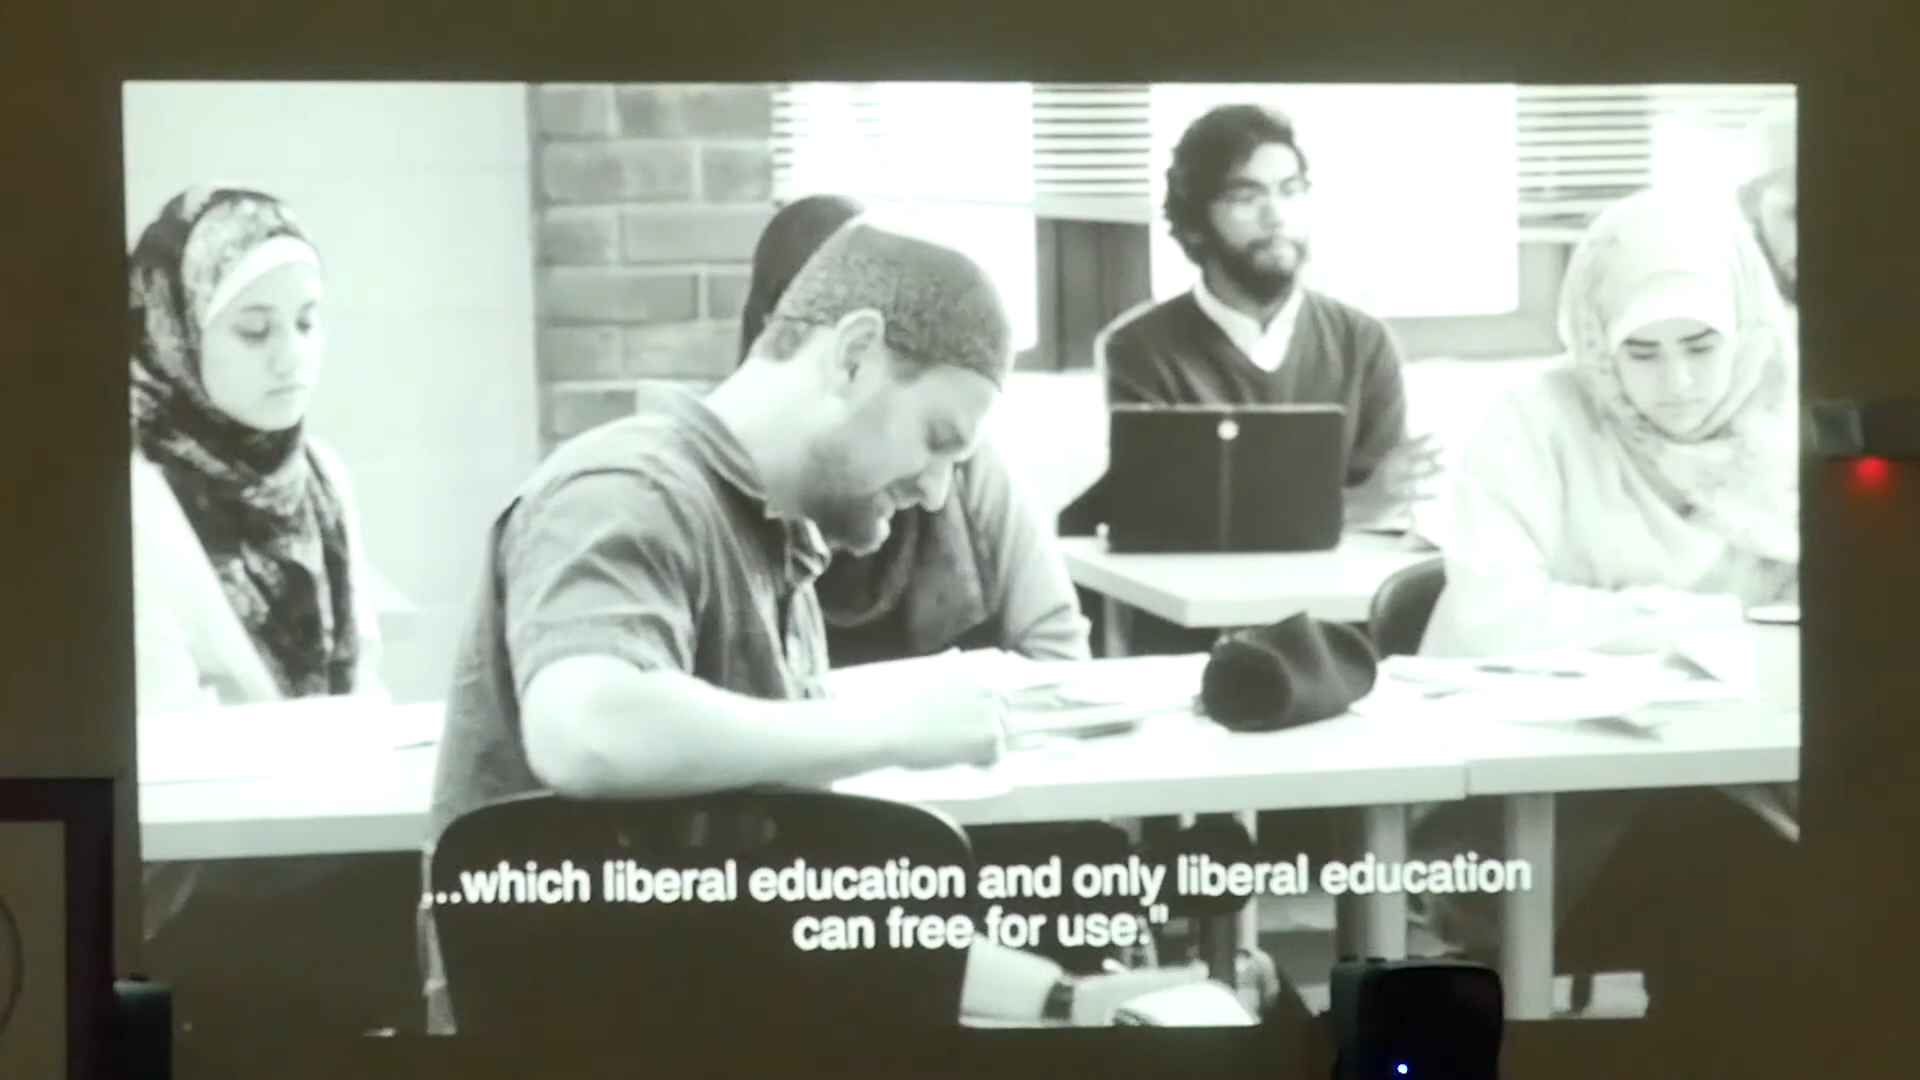 ...which liberal education and only liberal education
can free for use."